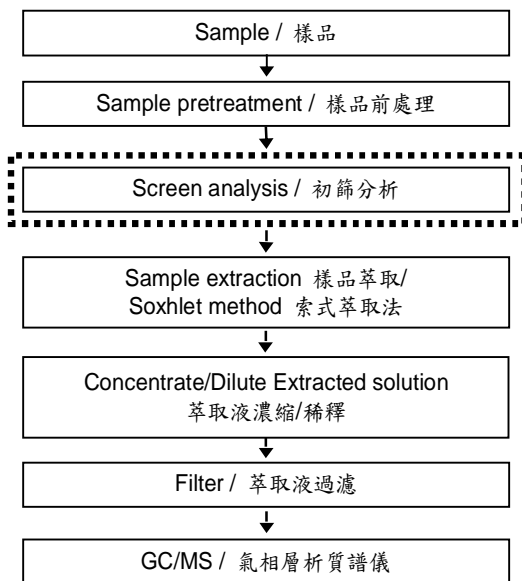 Sample / 樣品
Sample pretreatment / 樣品前處理
Screen analysis / 初篩分析
Sample extraction 樣品萃取/
Soxhlet method 索式萃取法
Concentrate/Dilute Extracted solution
萃取液濃縮/稀釋
Filter / 萃取液過濾
GC/MS / 氣相層析質譜儀